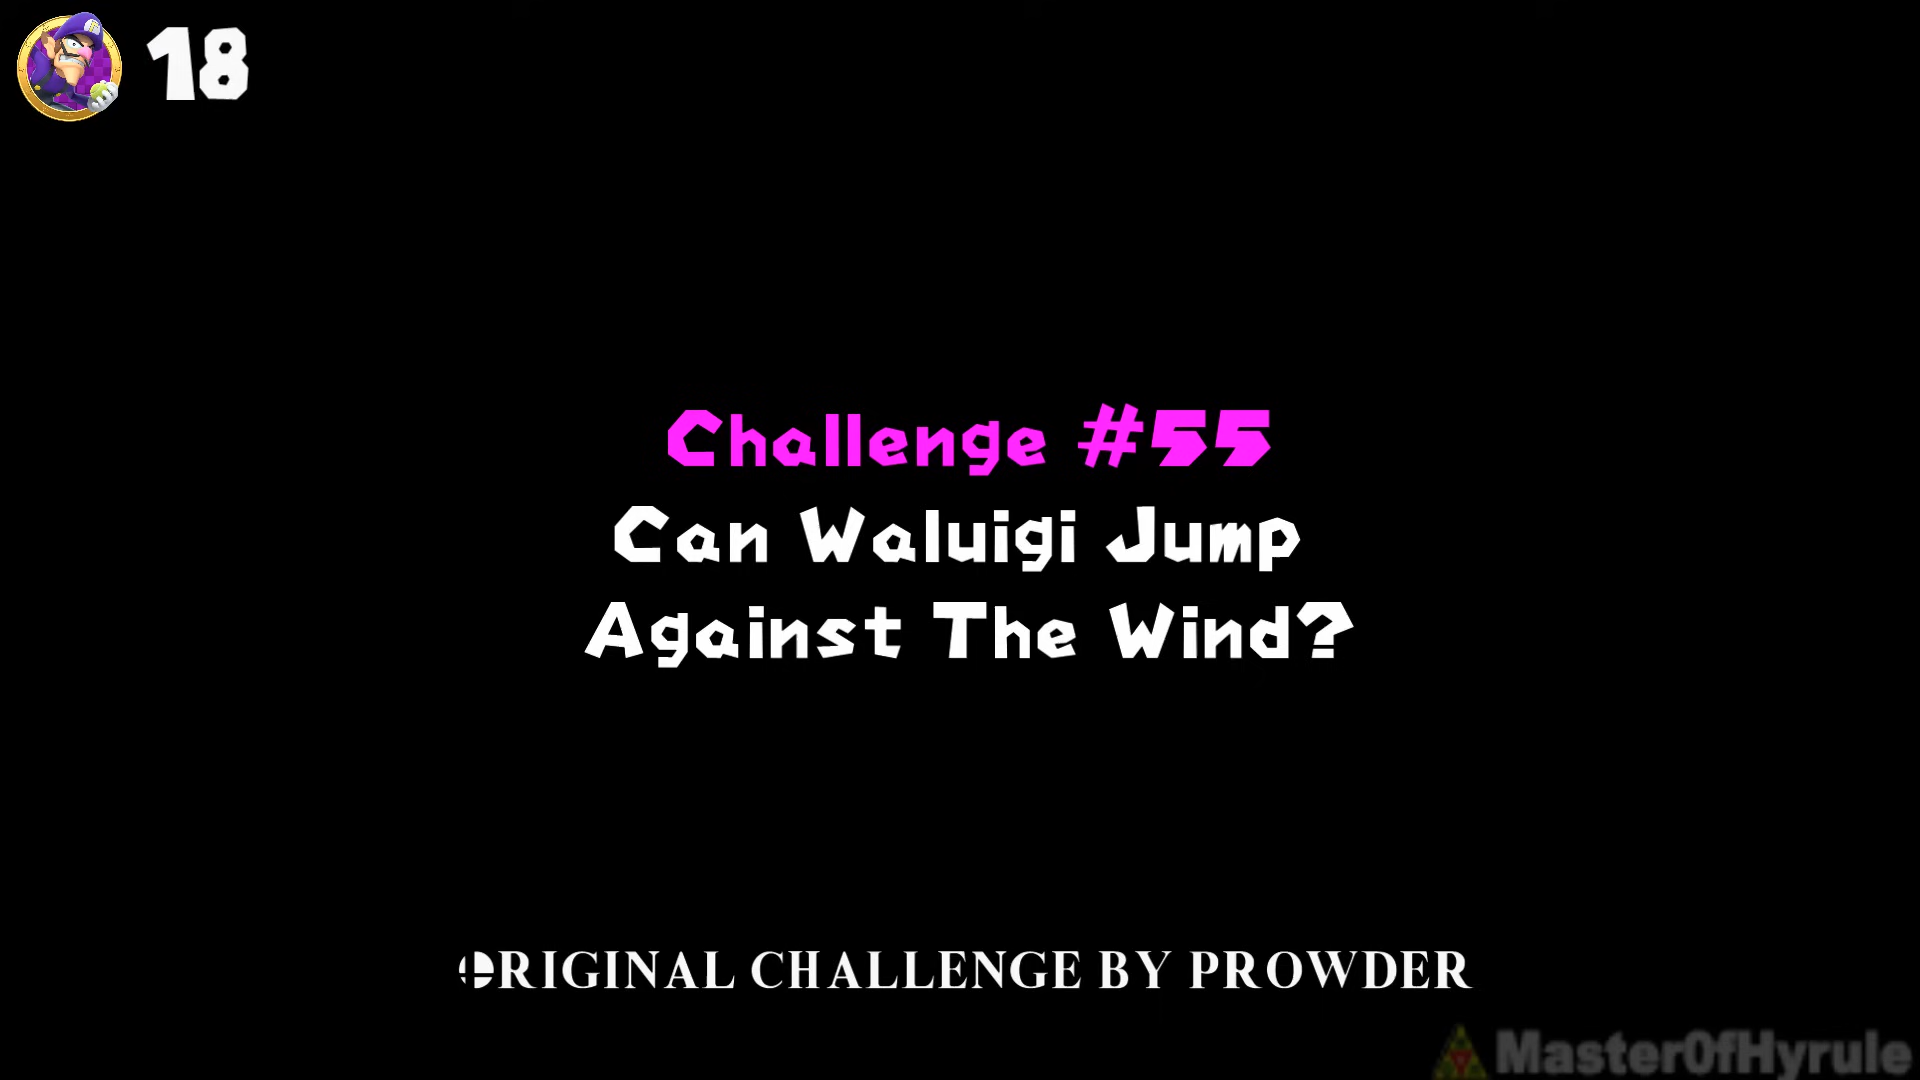 18
Challenge #55
Can Waluigi Jump
Against The Wind?
ORIGINAL CHALLENGE BY PROWDER
MasterOfHyrule